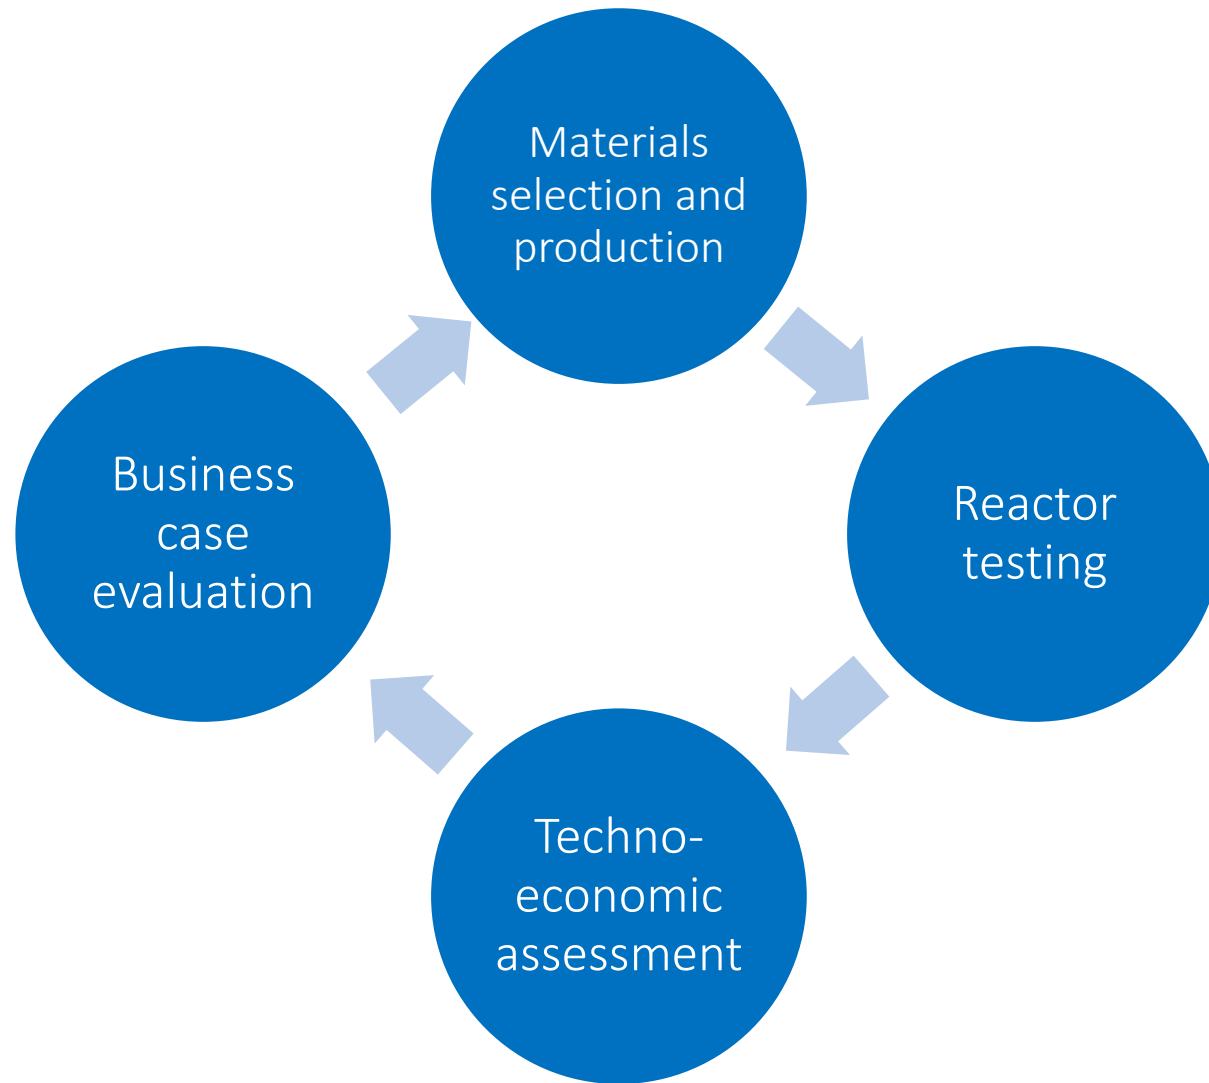 Materials
selection and
production
Reactor
testing
Techno-
economic
assessment
Business
case
evaluation